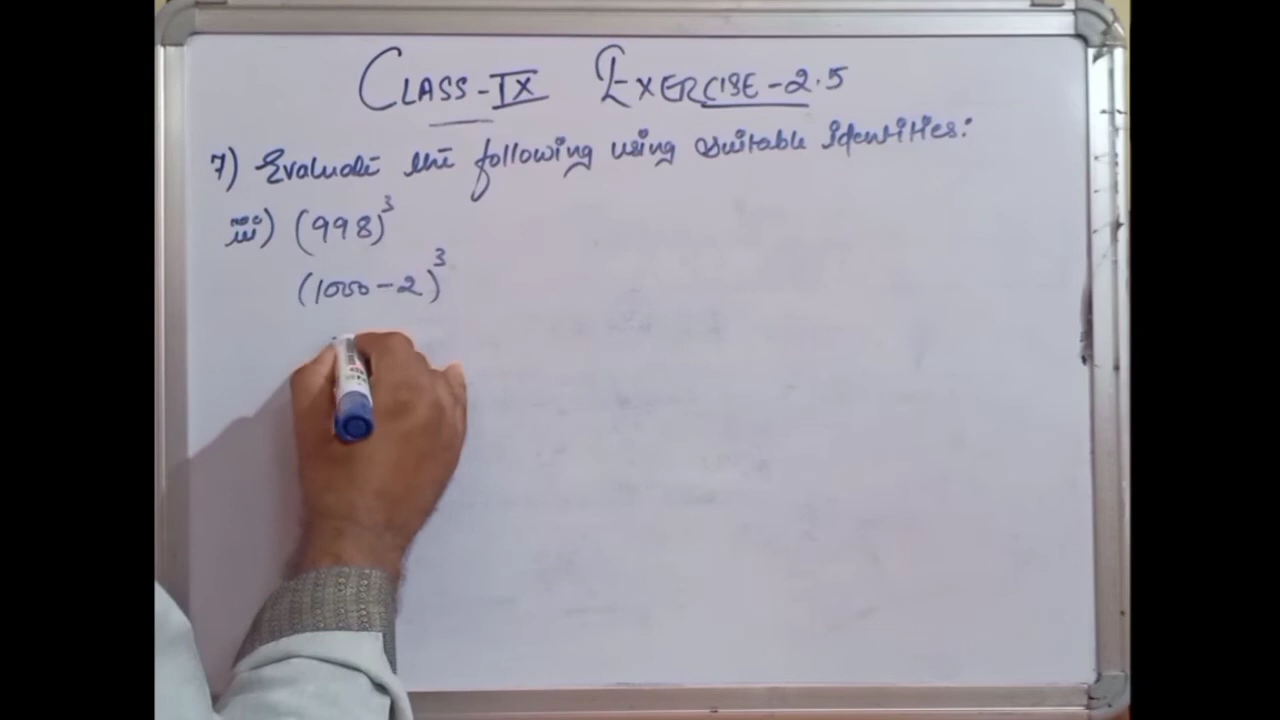 CLASS-IX EXERCISE-2.5
7) Evaluate the following using suitable identities:
iii) (998)³
(1000-2)³